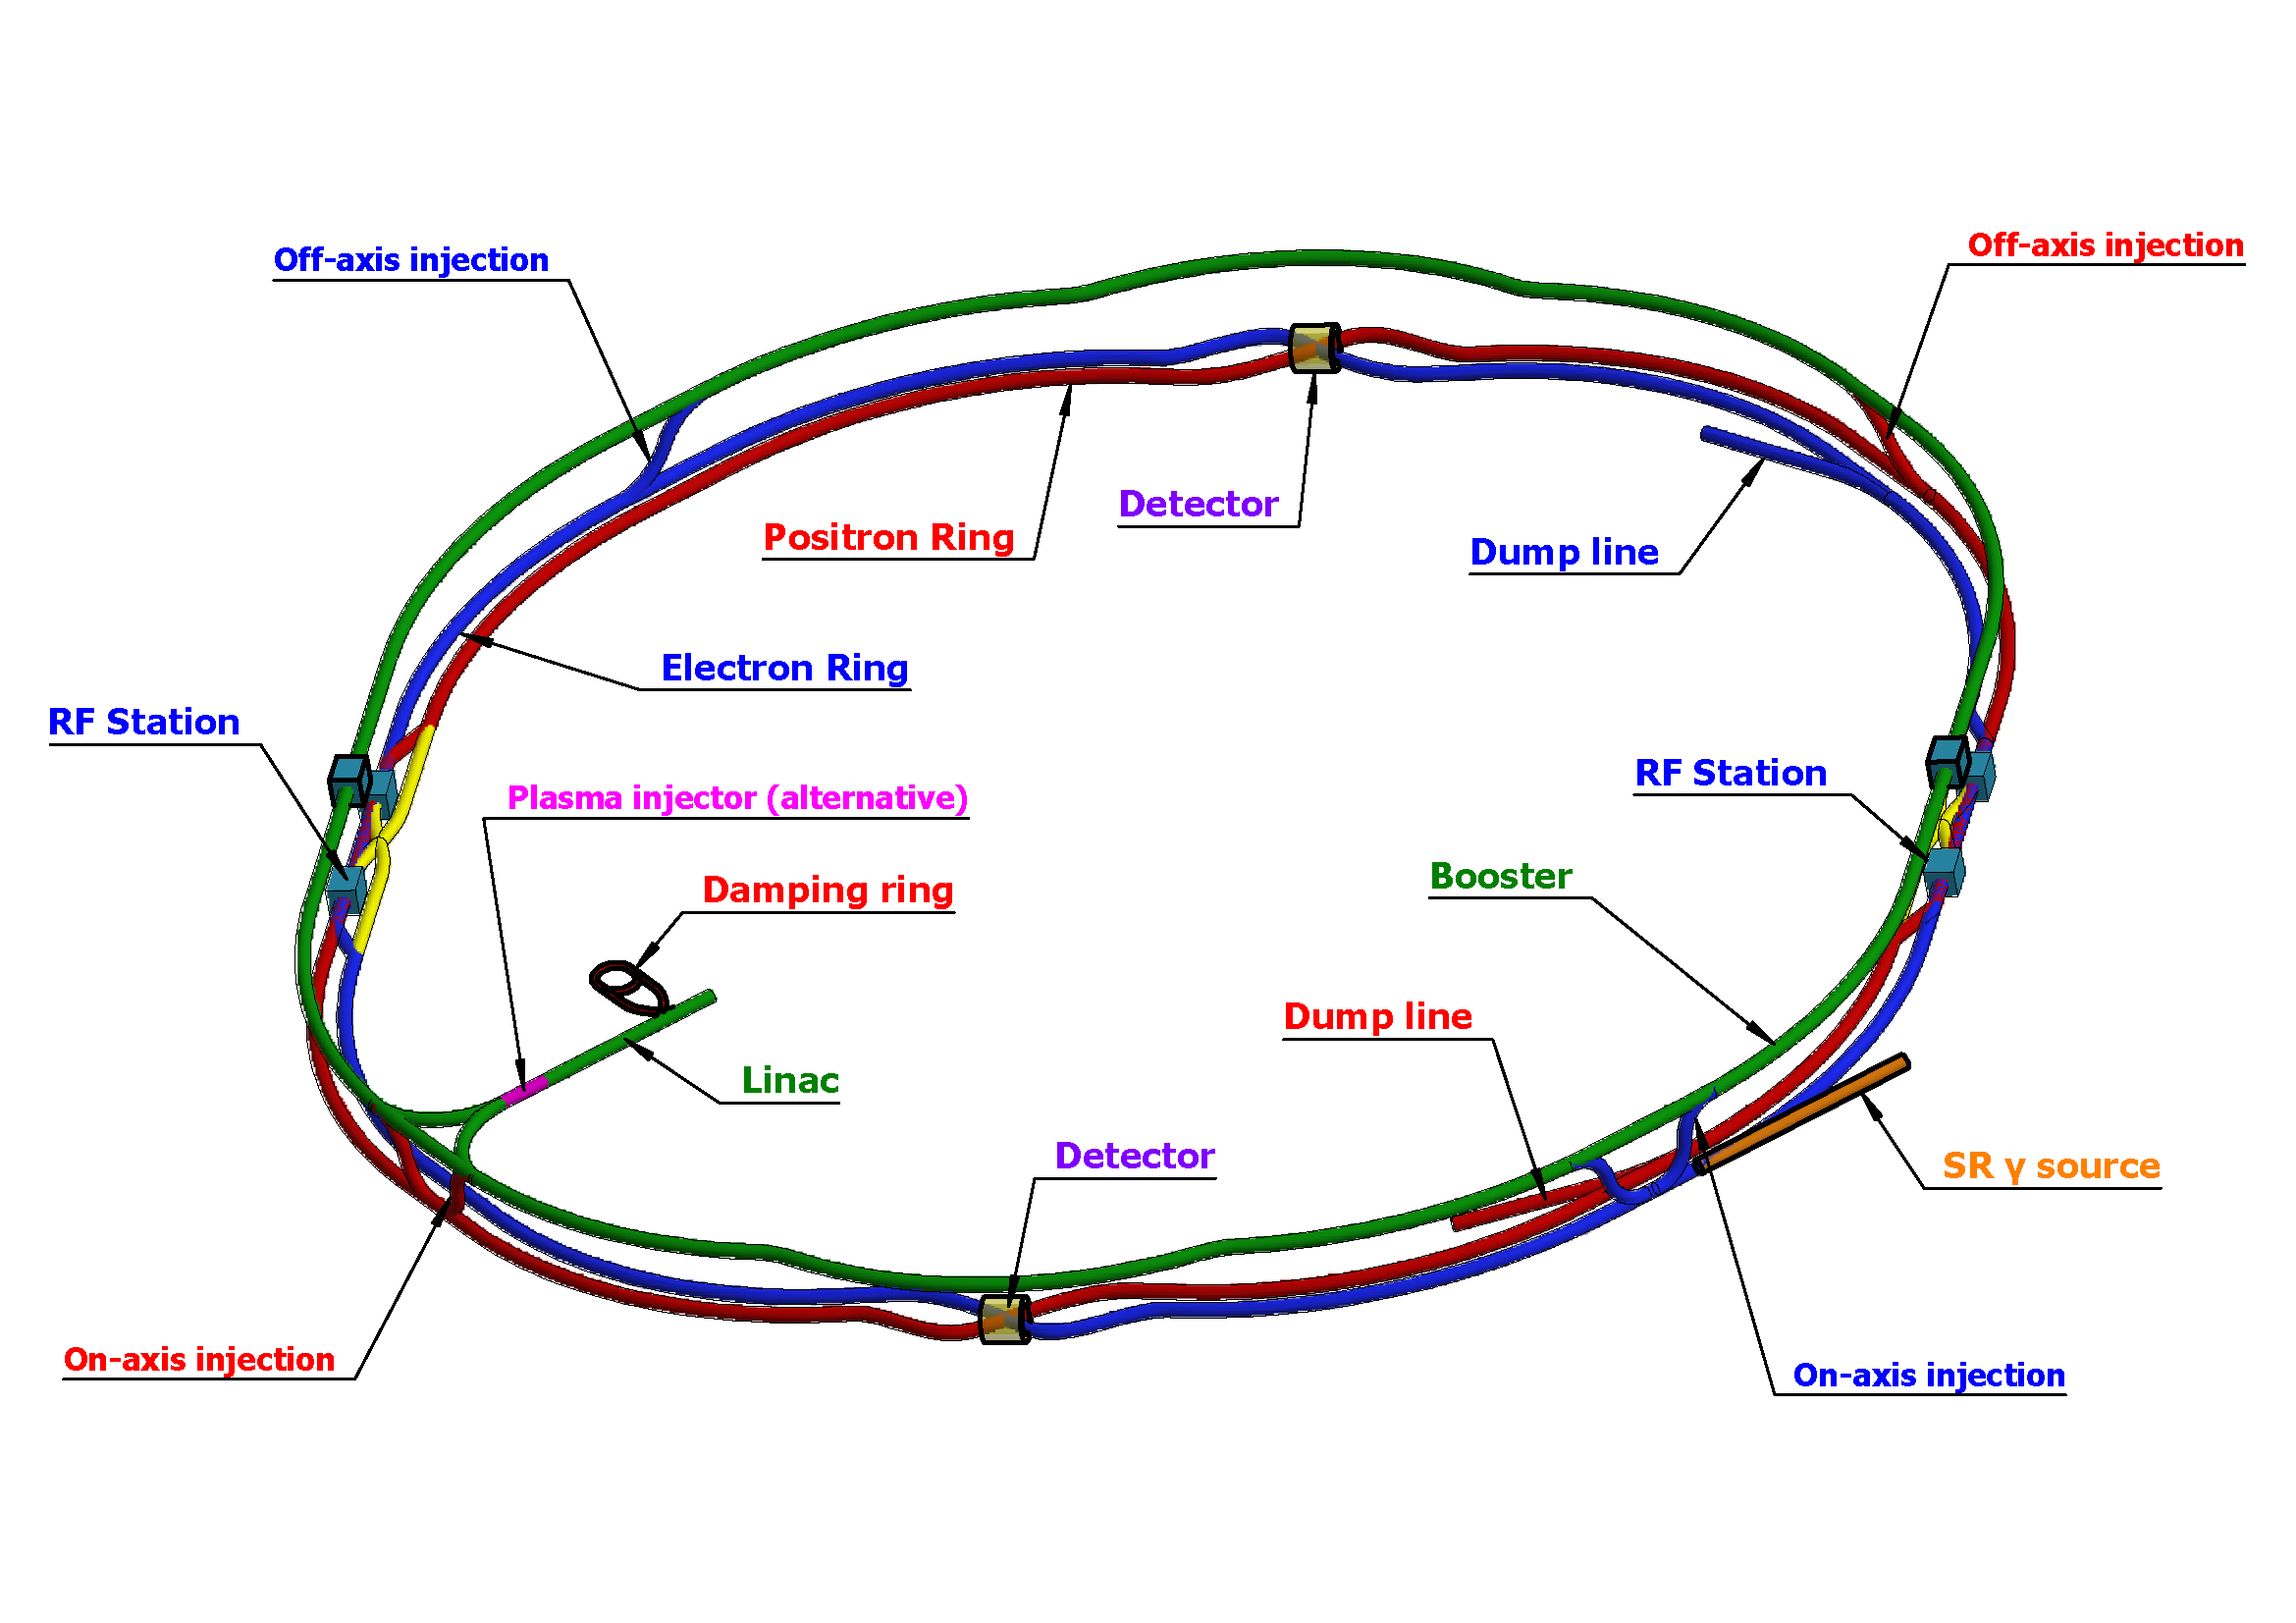 Off-axis injection
Off-axis injection
Detector
Positron Ring
Dump line
Electron Ring
RF Station
RF Station
Plasma injector (alternative)
Damping ring
Booster
Dump line
Linac
Detector
SR γ source
On-axis injection
On-axis injection